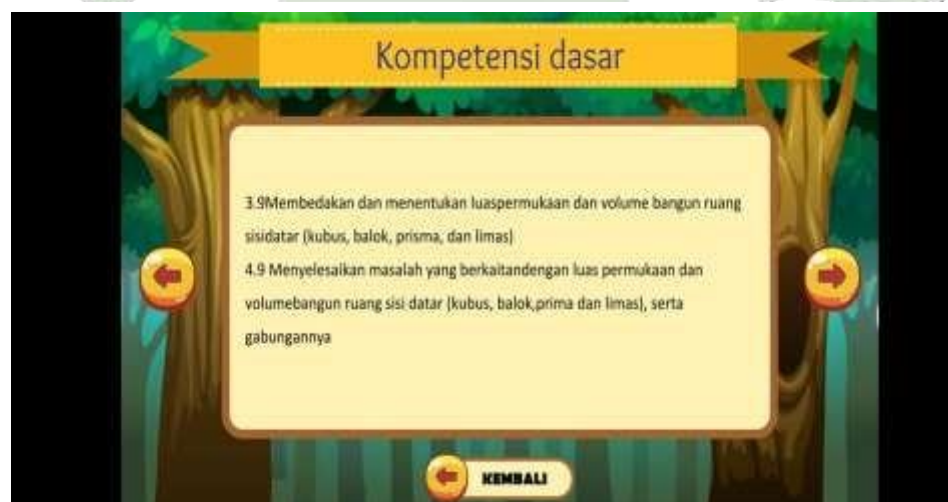 Kompetensi dasar
3.9Membedakan dan menentukan luaspermukaan dan volume bangun ruang
sisidatar (kubus, balok, prisma, dan limas)
4.9 Menyelesaikan masalah yang berkaitandengan luas permukaan dan
volumebangun ruang sisi datar (kubus, balok,prima dan limas), serta
gabungannya
KEMBALI